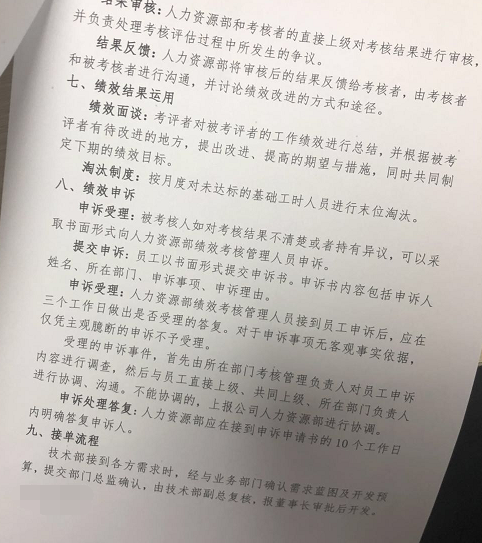 结果审核：人力资源部和考核者的直接上级对考核结果进行审核，
并负责处理考核评估过程中所发生的争议。
结果反馈：人力资源部将审核后的结果反馈给考核者，由考核者
和被考核者进行沟通，并讨论绩效改进的方式和途径。
七、绩效结果运用
绩效面谈：考评者对被考评者的工作绩效进行总结，并根据被考
评者有待改进的地方，提出改进、提高的期望与措施，同时共同制
定下期的绩效目标。
淘汰制度：按月度对未达标的基础工时人员进行末位淘汰。
八、绩效申诉
申诉受理：被考核人如对考核结果不清楚或者持有异议，可以采
取书面形式向人力资源部绩效考核管理人员申诉。
提交申诉：员工以书面形式提交申诉书。申诉书内容包括申诉人
姓名、所在部门、申诉事项、申诉理由。
申诉受理：人力资源部绩效考核管理人员接到员工申诉后，应在
三个工作日做出是否受理的答复。对于申诉事项无客观事实依据，
仅凭主观臆断的申诉不予受理。
受理的申诉事件，首先由所在部门考核管理负责人对员工申诉
内容进行调查，然后与员工直接上级、共同上级、所在部门负责人
进行协调、沟通。不能协调的，上报公司人力资源部进行协调。
申诉处理答复：人力资源部应在接到申诉申请书的10个工作日
内明确答复申诉人。
九、接单流程
技术部接到各方需求时，经与业务部门确认需求蓝图及开发预
算，提交部门总监确认，由技术部副总复核，报董事长审批后开发。